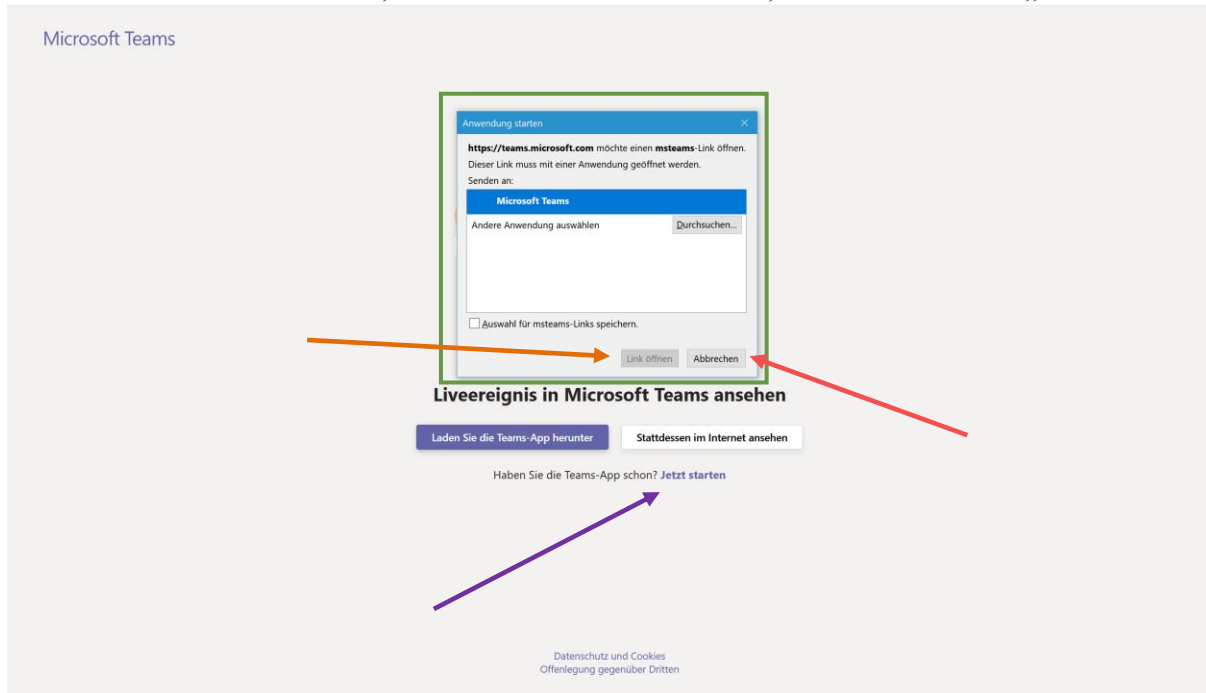 Microsoft Teams
Anwendung starten
https://teams.microsoft.com möchte einen msteams-Link öffnen.
Dieser Link muss mit einer Anwendung geöffnet werden.
Senden an:
Microsoft Teams
Andere Anwendung auswählen Durchsuchen...
Auswahl für msteams-Links speichern.
Link öffnen Abbrechen
Liveereignis in Microsoft Teams ansehen
Laden Sie die Teams-App herunter Stattdessen im Internet ansehen
Haben Sie die Teams-App schon? Jetzt starten
Datenschutz und Cookies
Offenlegung gegenüber Dritten